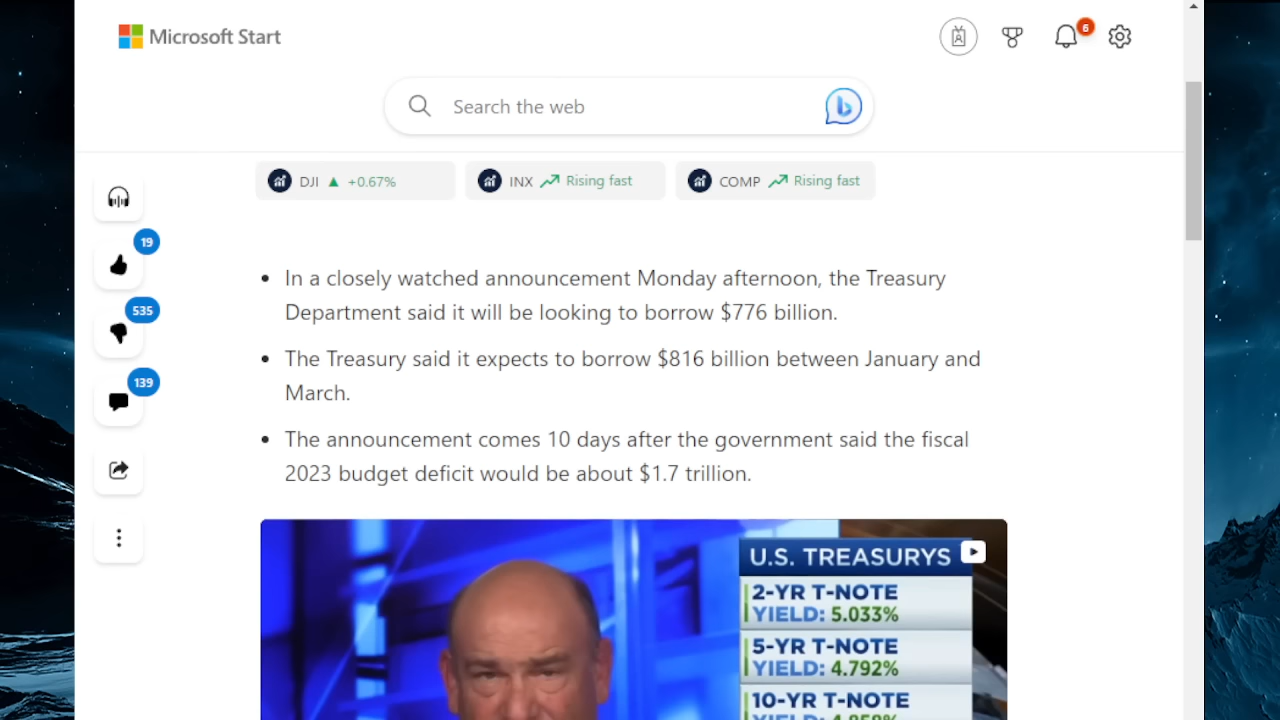 Microsoft Start
6
Search the web
DJI ▲ +0.67%
INX Rising fast
COMP Rising fast
19
535
139
• In a closely watched announcement Monday afternoon, the Treasury
Department said it will be looking to borrow $776 billion.
• The Treasury said it expects to borrow $816 billion between January and
March.
• The announcement comes 10 days after the government said the fiscal
2023 budget deficit would be about $1.7 trillion.
U.S. TREASURYS
2-YR T-NOTE
YIELD: 5.033%
5-YR T-NOTE
YIELD: 4.792%
10-YR T-NOTE
YIELD: